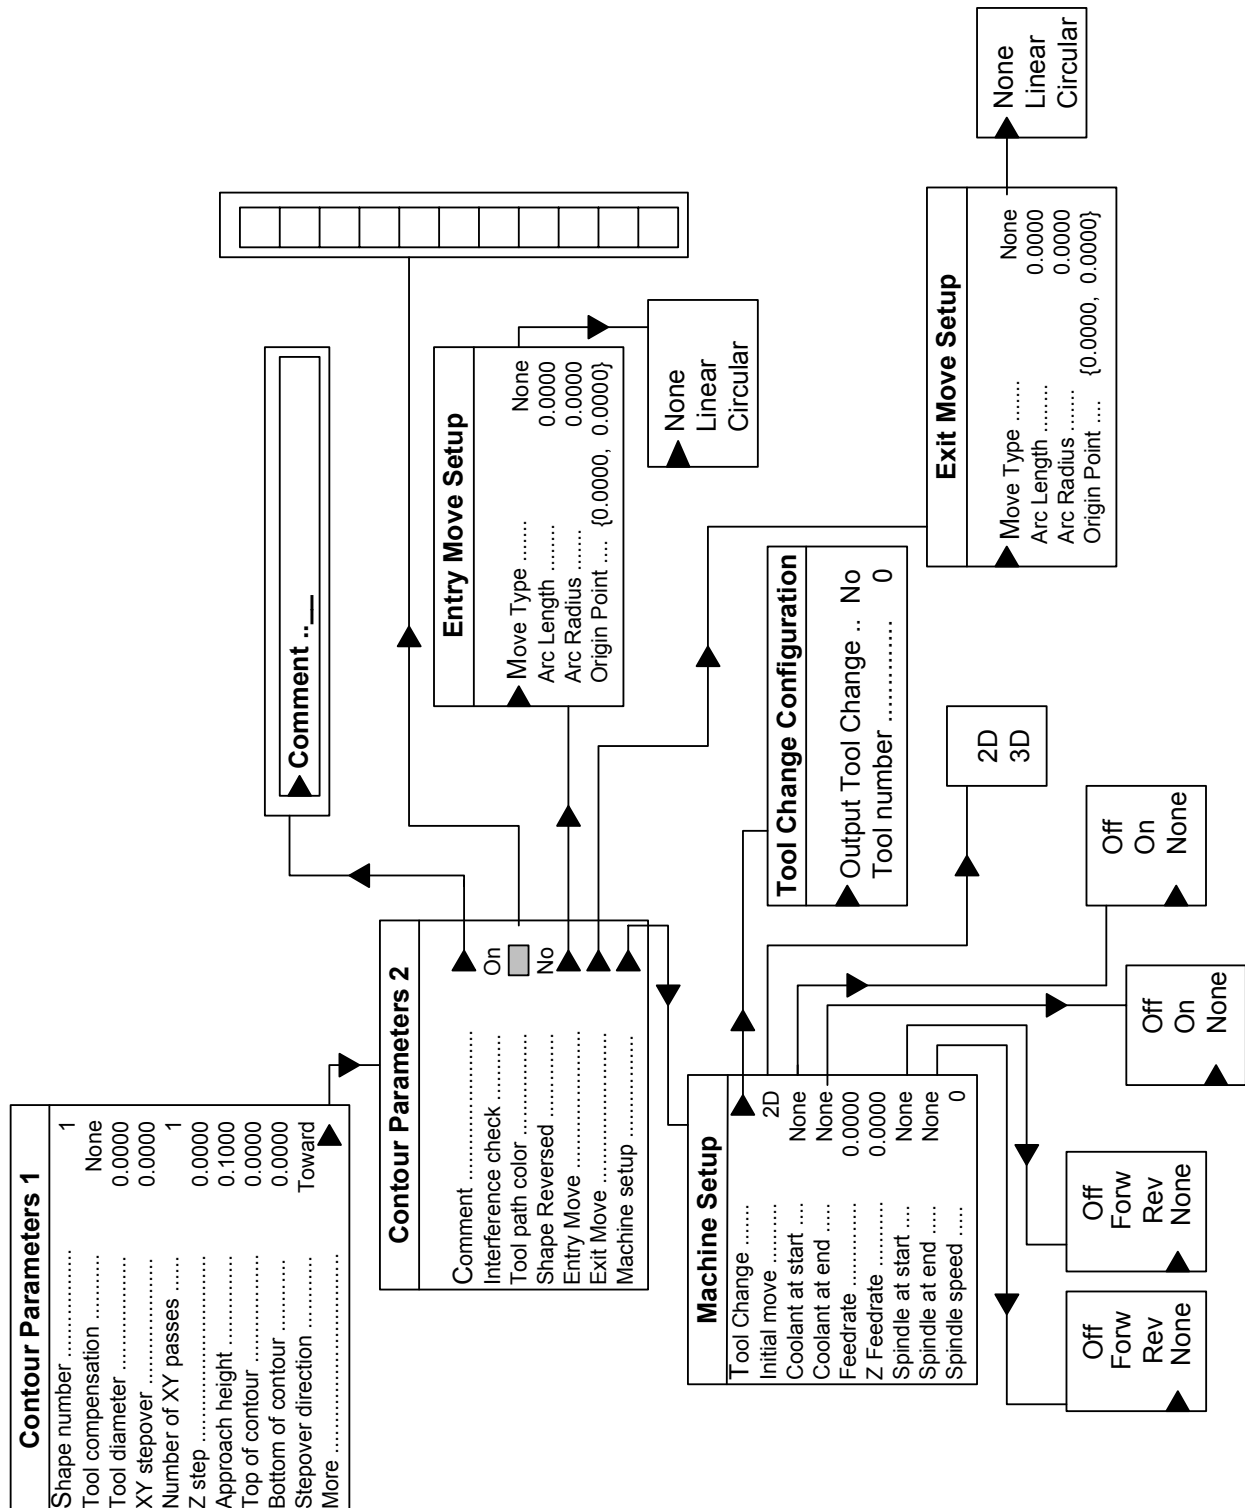 Contour Parameters 1
Shape number ........................ 1
Tool compensation .......... None
Tool diameter ................ 0.0000
XY stepover ................... 0.0000
Number of XY passes ...... 1
Z step ............................ 0.0000
Approach height ............ 0.1000
Top of contour ............... 0.0000
Bottom of contour .......... 0.0000
Stepover direction .......... Toward
More ..............................
Contour Parameters 2
Comment ........................
Interference check .......... On
Tool path color ................
Shape Reversed ............ No
Entry Move ....................
Exit Move .......................
Machine setup ................
Comment ..__
Entry Move Setup
Move Type ...... None
Arc Length ........ 0.0000
Arc Radius ....... 0.0000
Origin Point .... {0.0000, 0.0000}
None
Linear
Circular
Exit Move Setup
Move Type ....... None
Arc Length ........ 0.0000
Arc Radius ....... 0.0000
Origin Point .... {0.0000, 0.0000}
None
Linear
Circular
Machine Setup
Tool Change ......
Initial move ........... 2D
Coolant at start .... None
Coolant at end ..... None
Feedrate .............. 0.0000
Z Feedrate ........... 0.0000
Spindle at start .... None
Spindle at end ..... None
Spindle speed ..... 0
Tool Change Configuration
Output Tool Change .. No
Tool number .............. 0
2D
3D
Off
On
None
Off
On
None
Off
Forw
Rev
None
Off
Forw
Rev
None